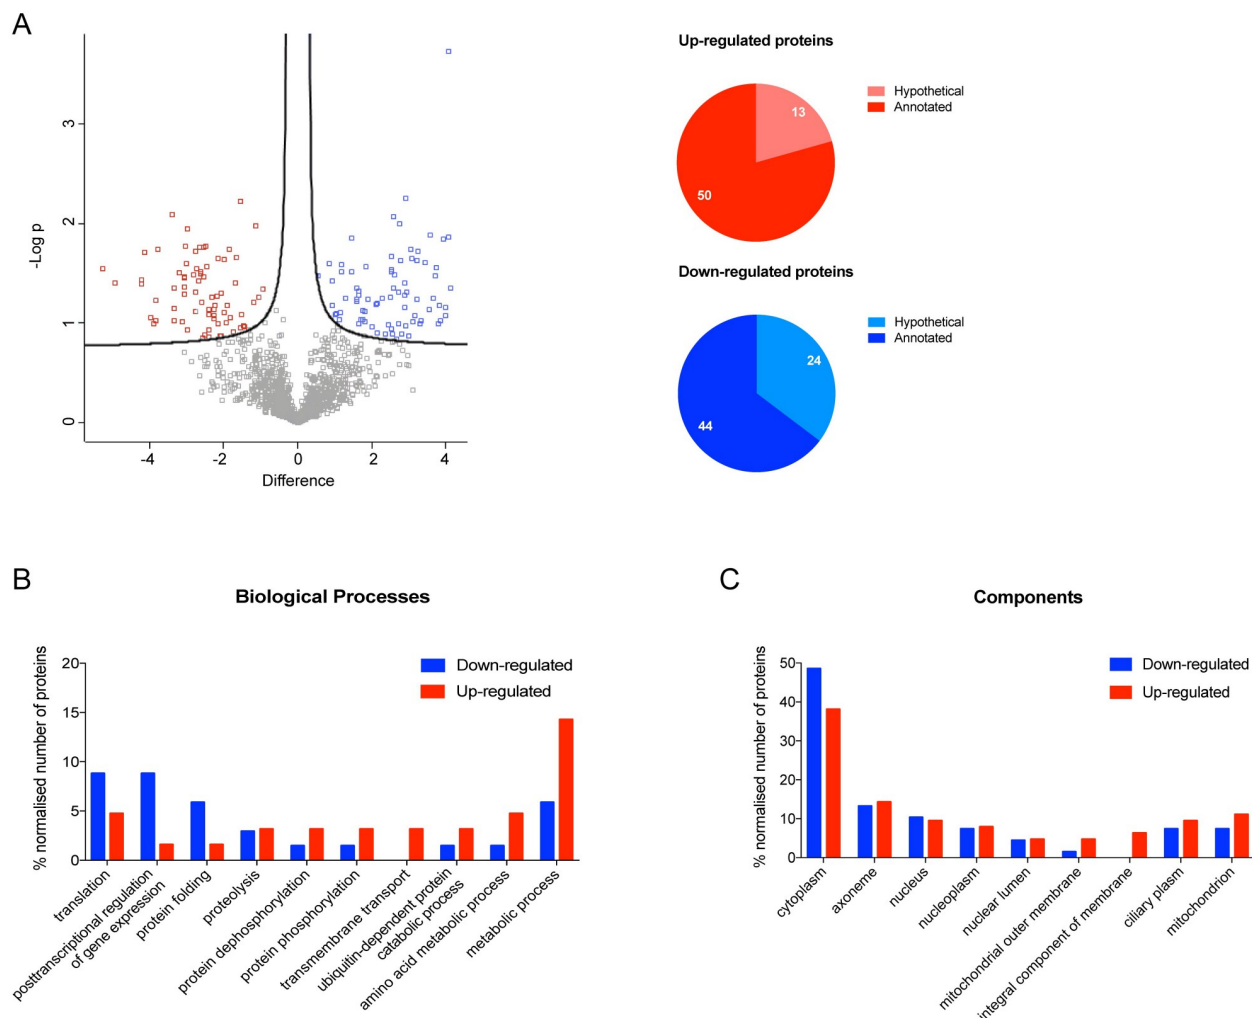 A
-Log p
3
2
1
0
-4
-2
0
2
4
Difference
Up-regulated proteins
13
50
Hypothetical
Annotated
Down-regulated proteins
24
44
Hypothetical
Annotated
B
Biological Processes
% normalised number of proteins
20
15
10
5
0
Down-regulated
Up-regulated
translation
posttranscriptional regulation
of gene expression
protein folding
proteolysis
protein dephosphorylation
protein phosphorylation
transmembrane transport
ubiquitin-dependent protein
catabolic process
amino acid metabolic process
metabolic process
C
Components
% normalised number of proteins
50
40
30
20
10
0
Down-regulated
Up-regulated
cytoplasm
axoneme
nucleus
nucleoplasm
nuclear lumen
mitochondrial outer membrane
integral component of membrane
ciliary plasm
mitochondrion